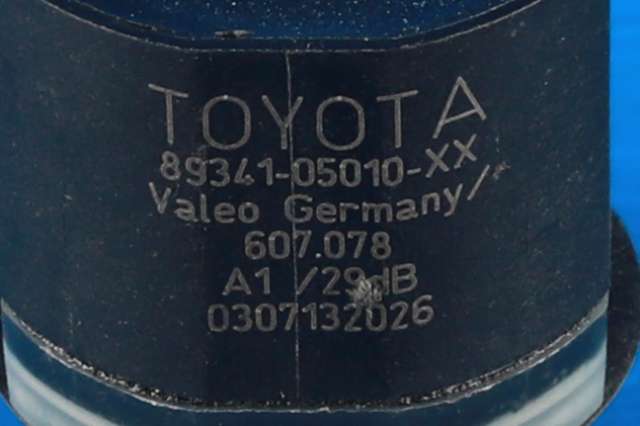 TOYOTA
89341-05010-XX
Valeo Germany/
607.078
A1 /29dB
0307132026